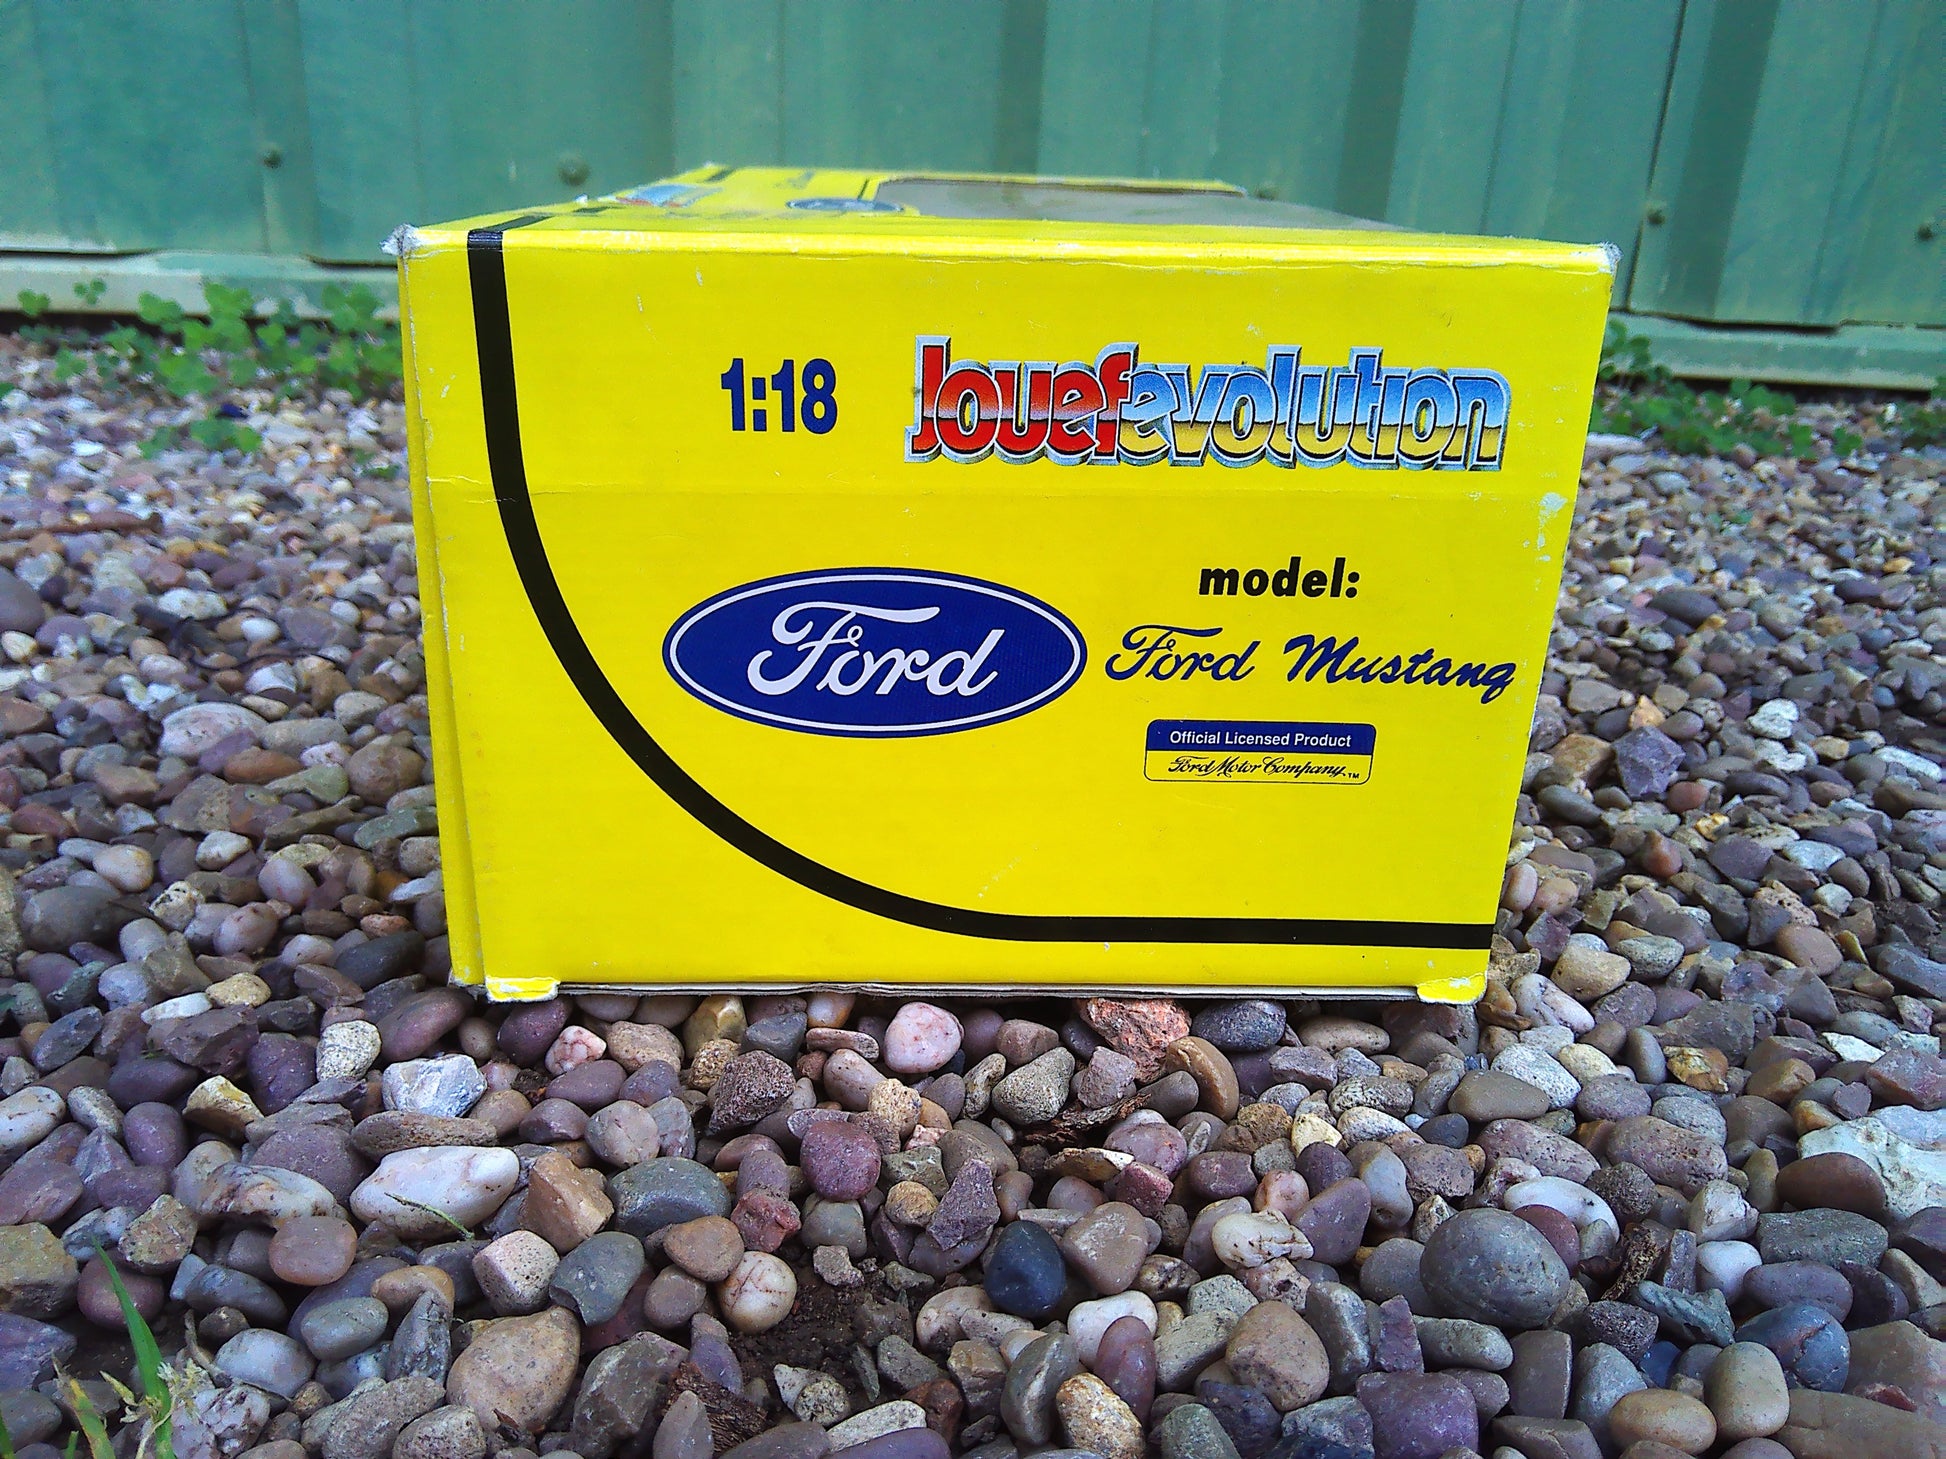 1:18
Jouefevolution
Ford
model:
Ford Mustang
Official Licensed Product
Ford Motor Company™